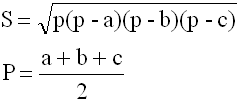 S = √p(p - a)(p - b)(p - c)
P = a + b + c
2